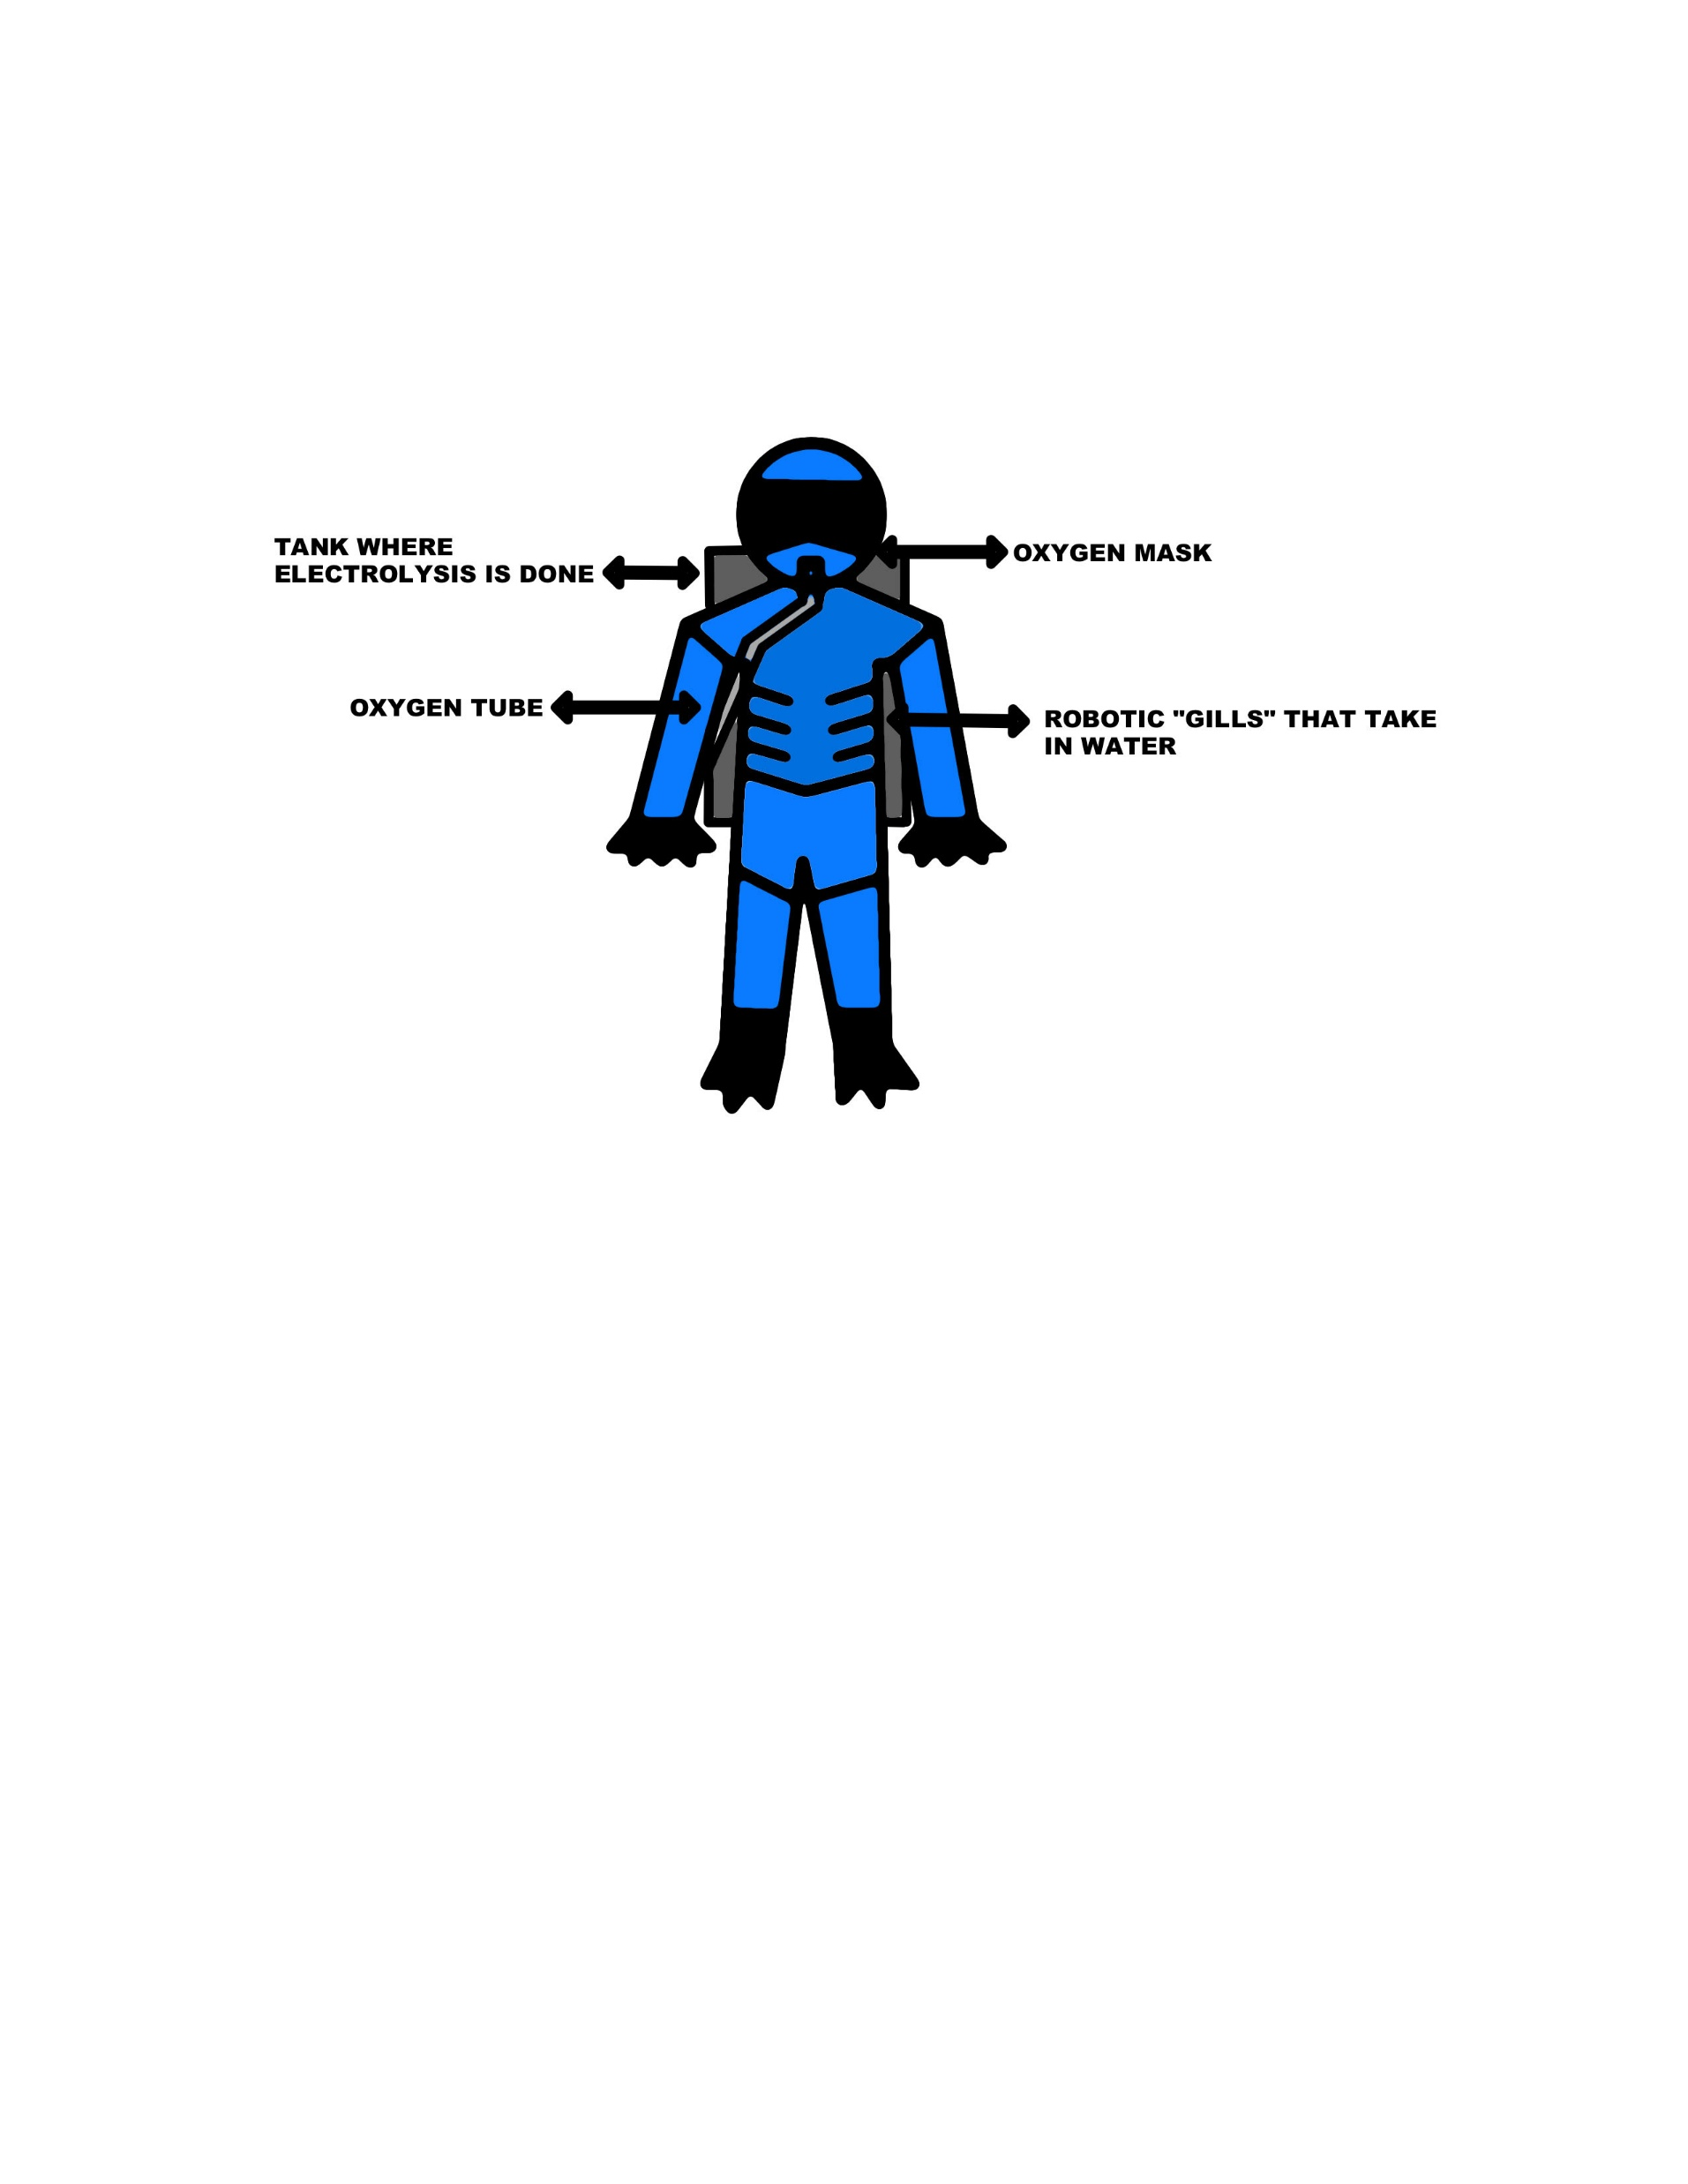 TANK WHERE
ELECTROLYSIS IS DONE
OXYGEN MASK
OXYGEN TUBE
ROBOTIC "GILLS" THAT TAKE
IN WATER